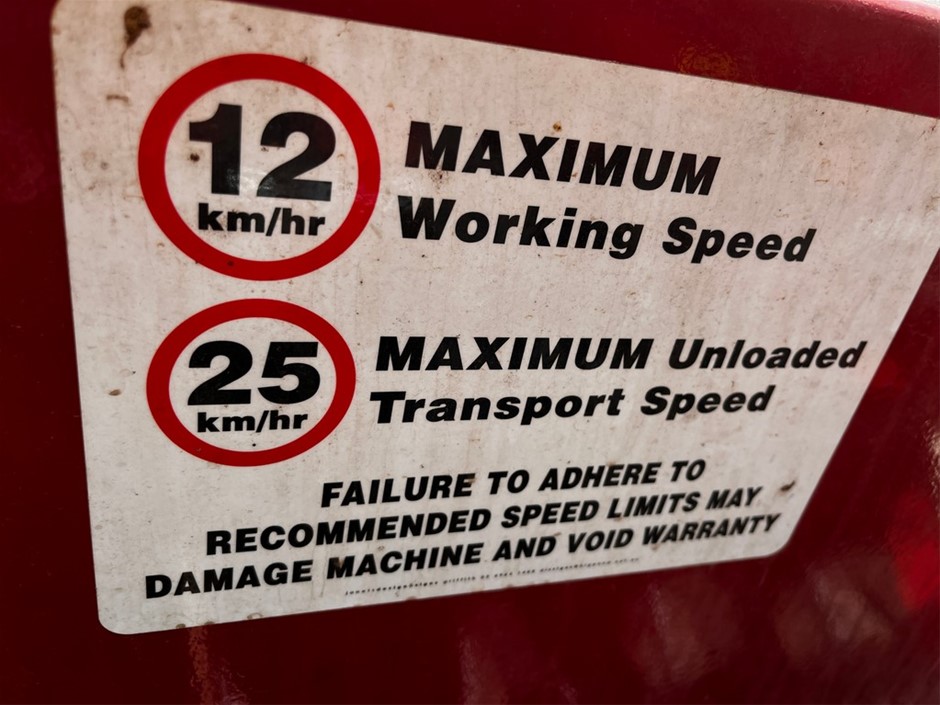 12
km/hr
MAXIMUM
Working Speed
25
km/hr
MAXIMUM Unloaded
Transport Speed
FAILURE TO ADHERE TO
RECOMMENDED SPEED LIMITS MAY
DAMAGE MACHINE AND VOID WARRANTY